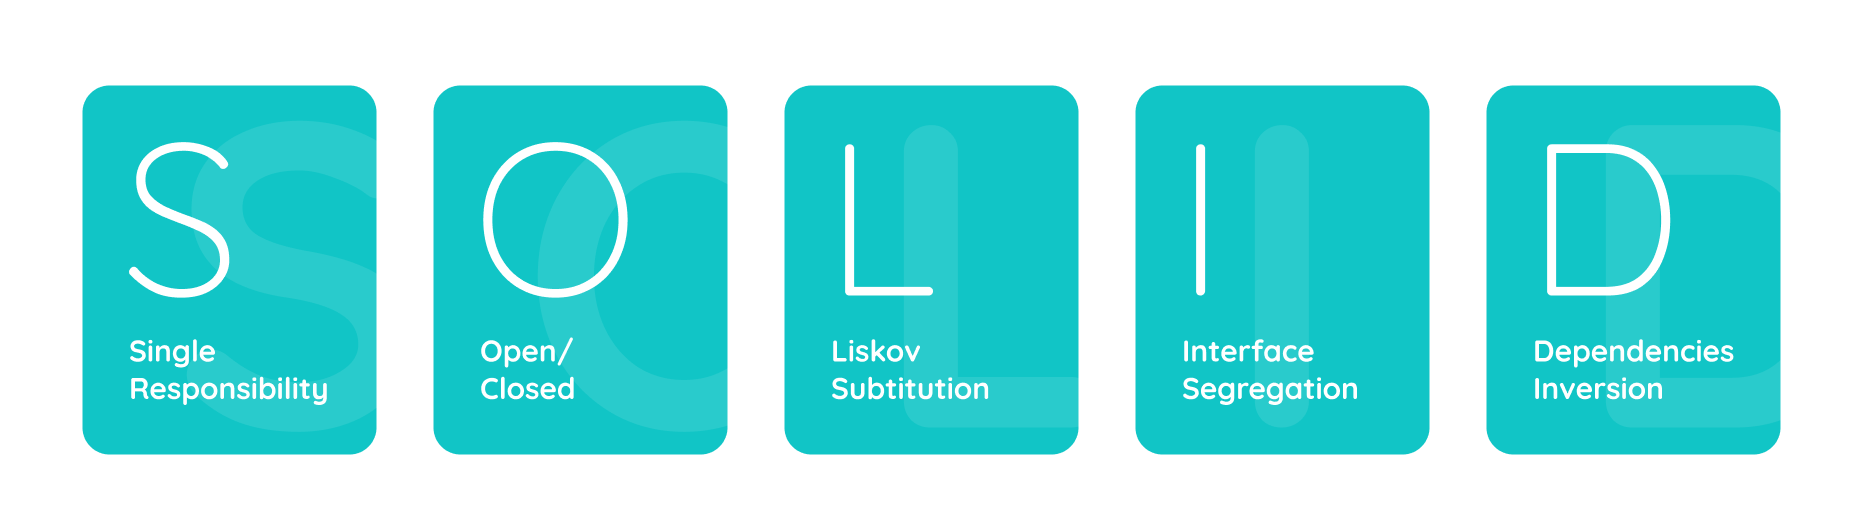 S
Single
Responsibility
O
Open/
Closed
L
Liskov
Subtitution
I
Interface
Segregation
D
Dependencies
Inversion